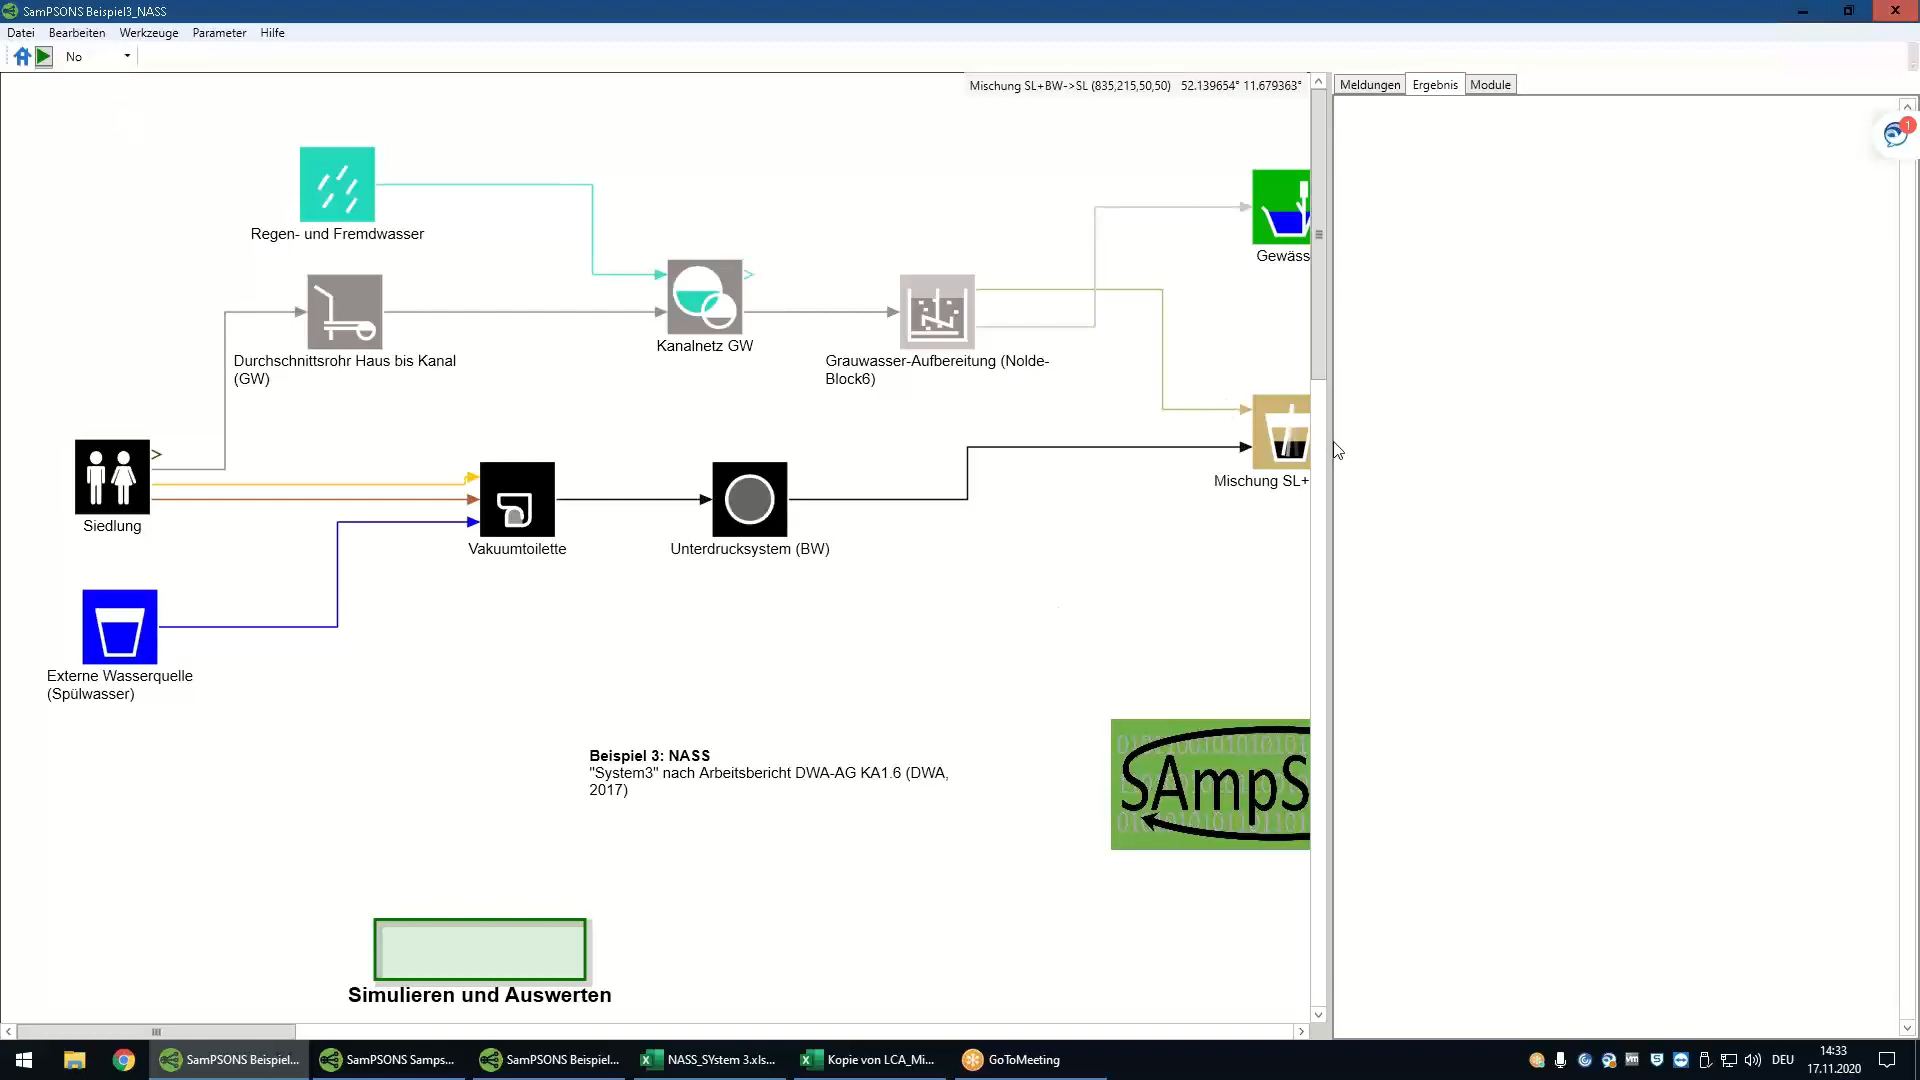 SamPSONS Beispiel3_NASS
Datei Bearbeiten Werkzeuge Parameter Hilfe
No
Mischung SL+BW->SL (835,215,50,50) 52.139654° 11.679363°
Meldungen Ergebnis Module
1
Regen- und Fremdwasser
Gewäss
Kanalnetz GW
Durchschnittsrohr Haus bis Kanal
(GW)
Grauwasser-Aufbereitung (Nolde-
Block6)
Mischung SL+
Siedlung
Vakuumtoilette
Unterdrucksystem (BW)
Externe Wasserquelle
(Spülwasser)
Beispiel 3: NASS
"System3" nach Arbeitsbericht DWA-AG KA1.6 (DWA,
2017)
SAmpS
Simulieren und Auswerten
SamPSONS Beispiel...
SamPSONS Samps...
SamPSONS Beispiel...
NASS_SYstem 3.xls...
Kopie von LCA_Mi...
GoToMeeting
DEU
14:33
17.11.2020